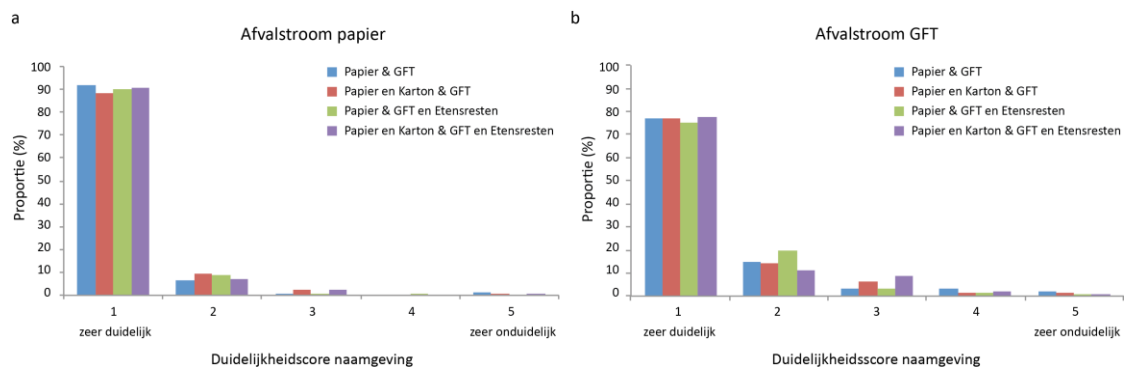 a
Afvalstroom papier
100
90
80
70
60
50
40
30
20
10
0
Proportie (%)
Papier & GFT
Papier en Karton & GFT
Papier & GFT en Etensresten
Papier en Karton & GFT en Etensresten
1 2 3 4 5
zeer duidelijk zeer onduidelijk
Duidelijkheidscore naamgeving
b
Afvalstroom GFT
100
90
80
70
60
50
40
30
20
10
0
Proportie (%)
Papier & GFT
Papier en Karton & GFT
Papier & GFT en Etensresten
Papier en Karton & GFT en Etensresten
1 2 3 4 5
zeer duidelijk zeer onduidelijk
Duidelijkheidsscore naamgeving